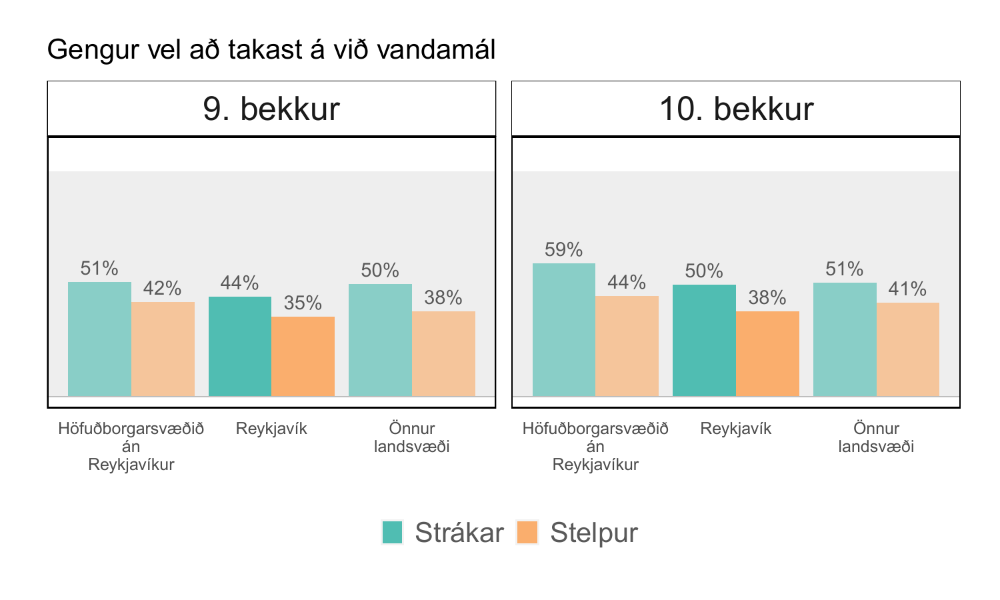 Gengur vel að takast á við vandamál
9. bekkur
51%
42%
44%
35%
50%
38%
Höfuðborgarsvæðið
án
Reykjavíkur
Reykjavík
Önnur
landsvæði
10. bekkur
59%
44%
50%
38%
51%
41%
Höfuðborgarsvæðið
án
Reykjavíkur
Reykjavík
Önnur
landsvæði
Strákar
Stelpur